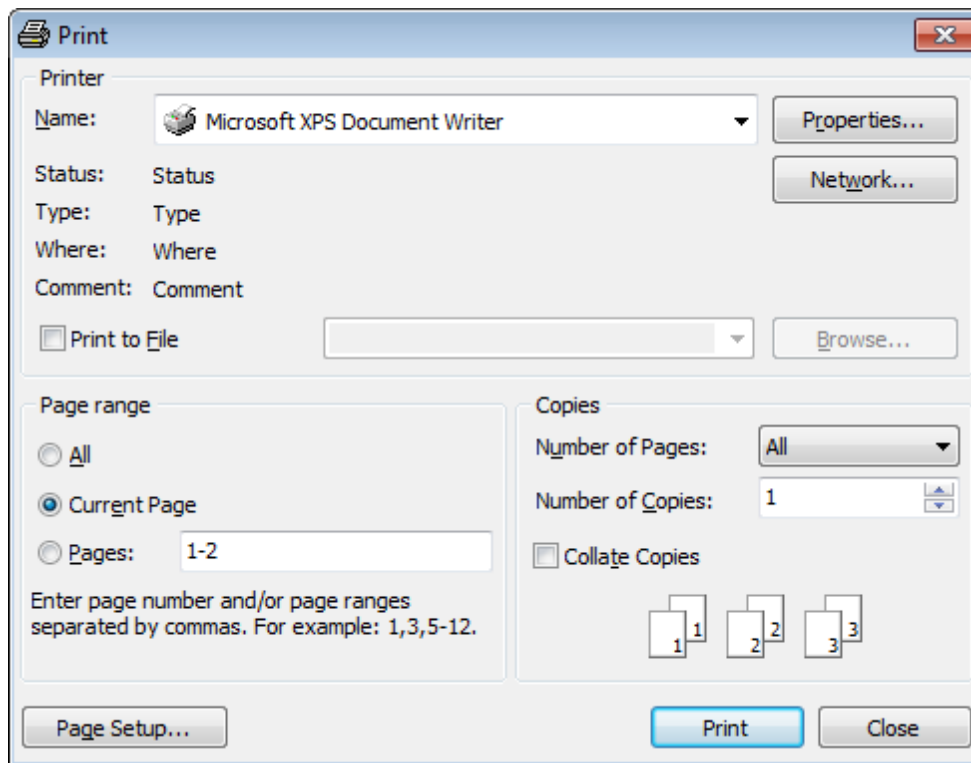 Print
Printer
Name: Microsoft XPS Document Writer Properties...
Status: Status Network...
Type: Type
Where: Where
Comment: Comment
Print to File Browse...
Page range
All
Current Page
Pages: 1-2
Enter page number and/or page ranges
separated by commas. For example: 1,3,5-12.
Copies
Number of Pages: All
Number of Copies: 1
Collate Copies
1 1 2 2 3 3
Page Setup... Print Close